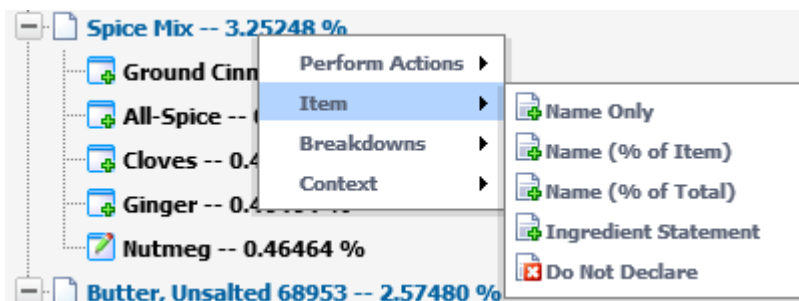 Spice Mix -- 3.25248 %
Ground Cinn
All-Spice --
Cloves -- 0.4
Ginger -- 0.
Nutmeg -- 0.46464 %
Butter, Unsalted 68953 -- 2.57480 %
Perform Actions
Item
Breakdowns
Context
Name Only
Name (% of Item)
Name (% of Total)
Ingredient Statement
Do Not Declare